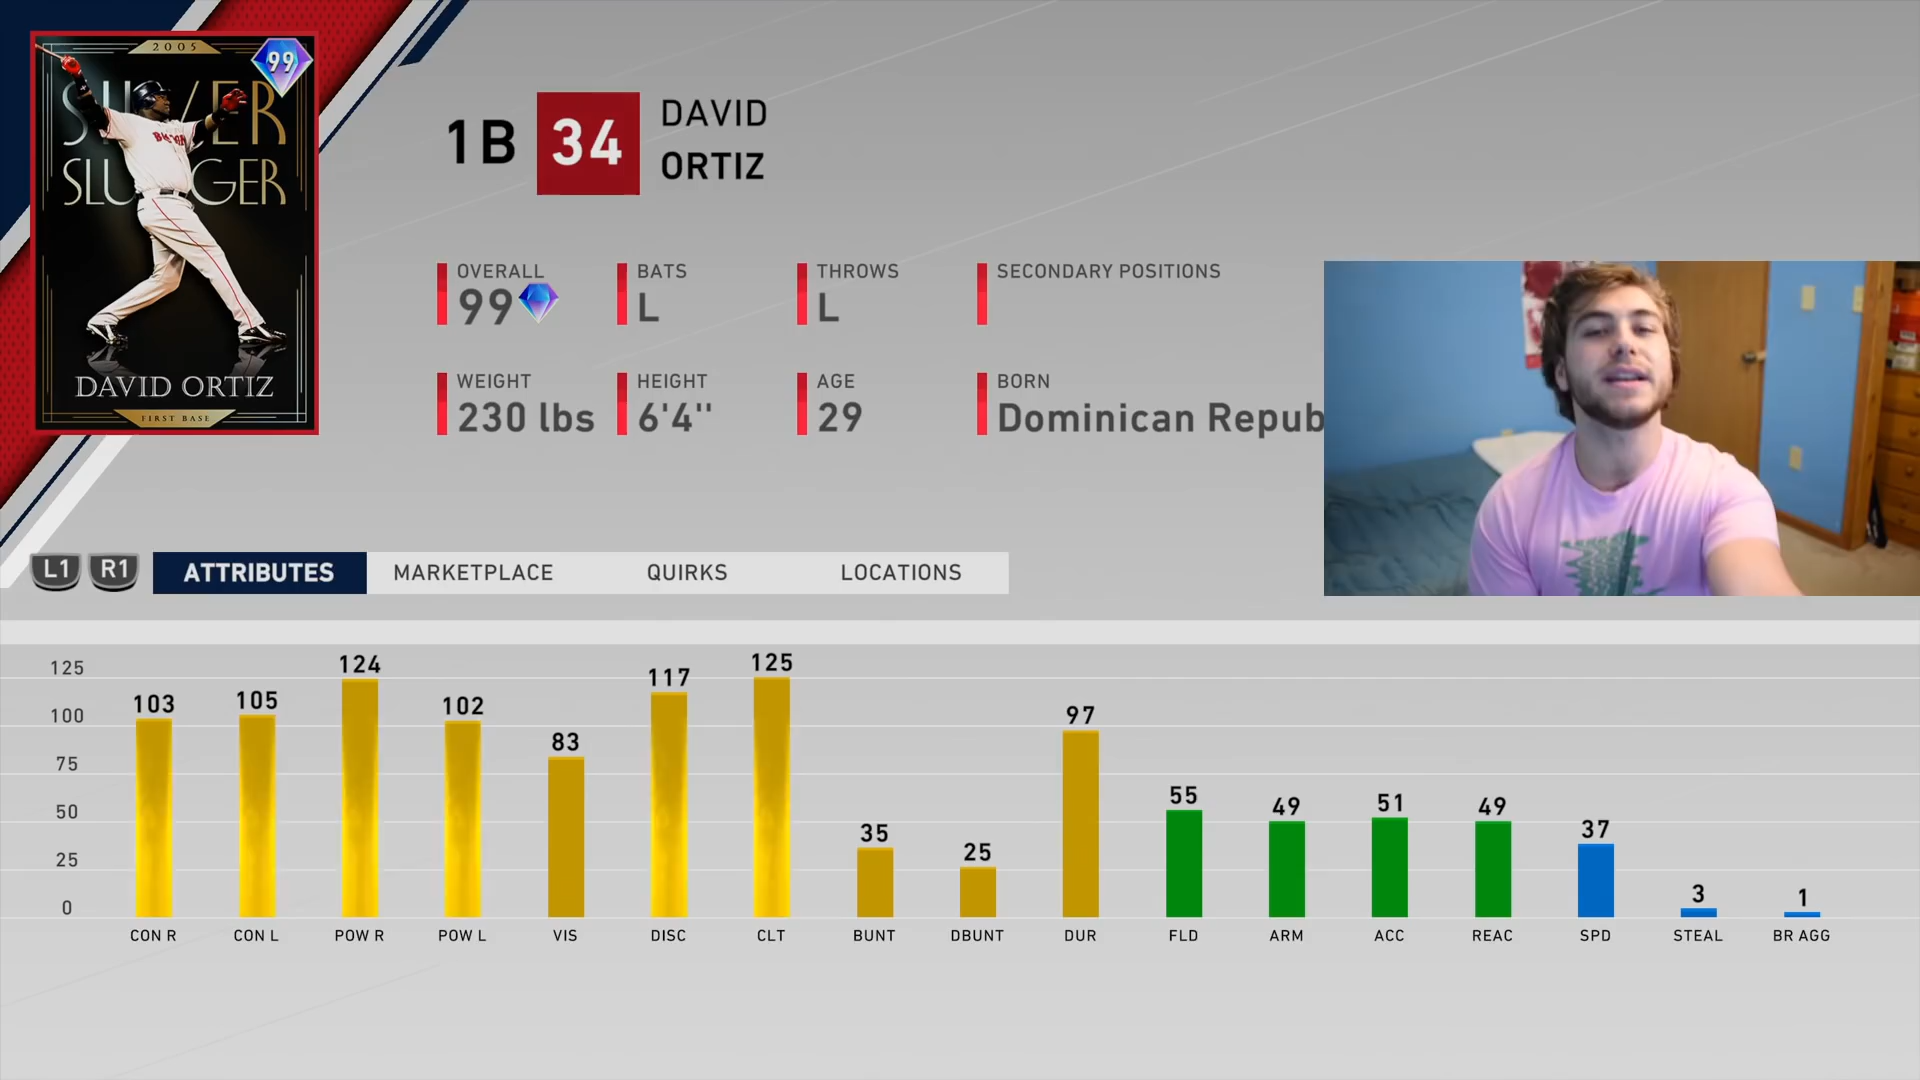 2005
99
SILVER
SLUGGER
DAVID ORTIZ
FIRST BASE
1B
34
DAVID
ORTIZ
OVERALL
99
BATS
L
THROWS
L
SECONDARY POSITIONS
WEIGHT
230 lbs
HEIGHT
6'4''
AGE
29
BORN
Dominican Repub
L1 R1 ATTRIBUTES MARKETPLACE QUIRKS LOCATIONS
125
100
75
50
25
0
103 105 124 102 83 117 125 35 25 97 55 49 51 49 37 3 1
CON R CON L POW R POW L VIS DISC CLT BUNT DBUNT DUR FLD ARM ACC REAC SPD STEAL BR AGG